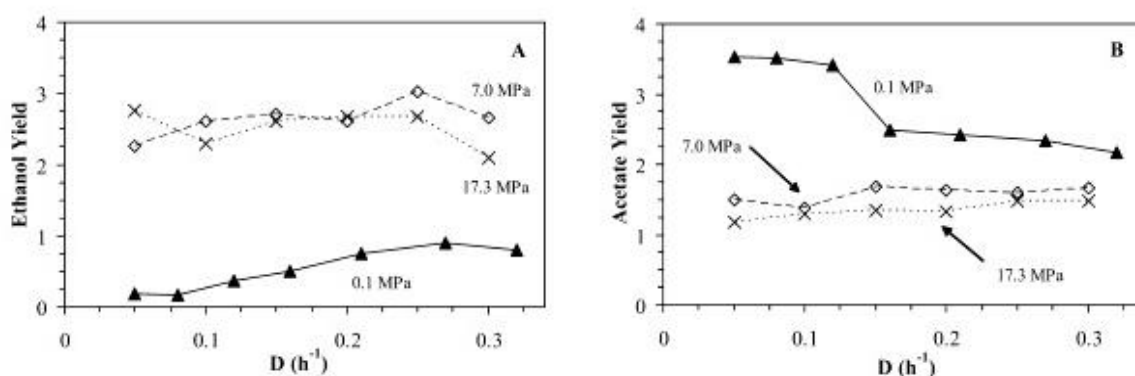 A
4
3
2
1
0
Ethanol Yield
7.0 MPa
17.3 MPa
0.1 MPa
0
0.1
0.2
0.3
D (h⁻¹)
B
4
3
2
1
0
Acetate Yield
0.1 MPa
7.0 MPa
17.3 MPa
0
0.1
0.2
0.3
D (h⁻¹)